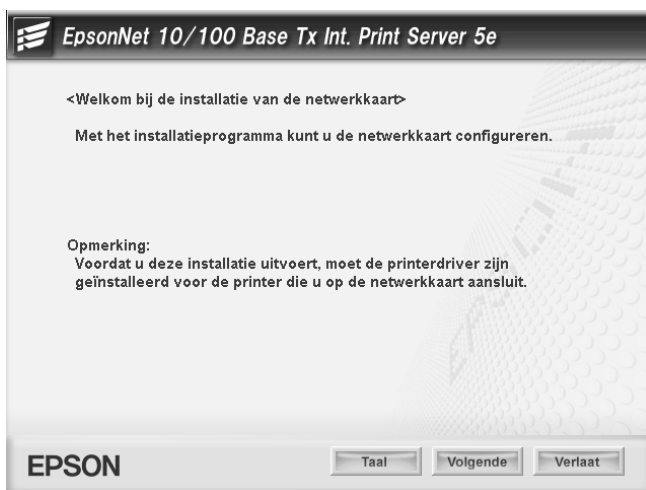 EpsonNet 10/100 Base Tx Int. Print Server 5e
<Welkom bij de installatie van de netwerkkaart>
Met het installatieprogramma kunt u de netwerkkaart configureren.
Opmerking:
Voordat u deze installatie uitvoert, moet de printerdriver zijn
geïnstalleerd voor de printer die u op de netwerkkaart aansluit.
EPSON
EPSON
Taal
Volgende
Verlaat